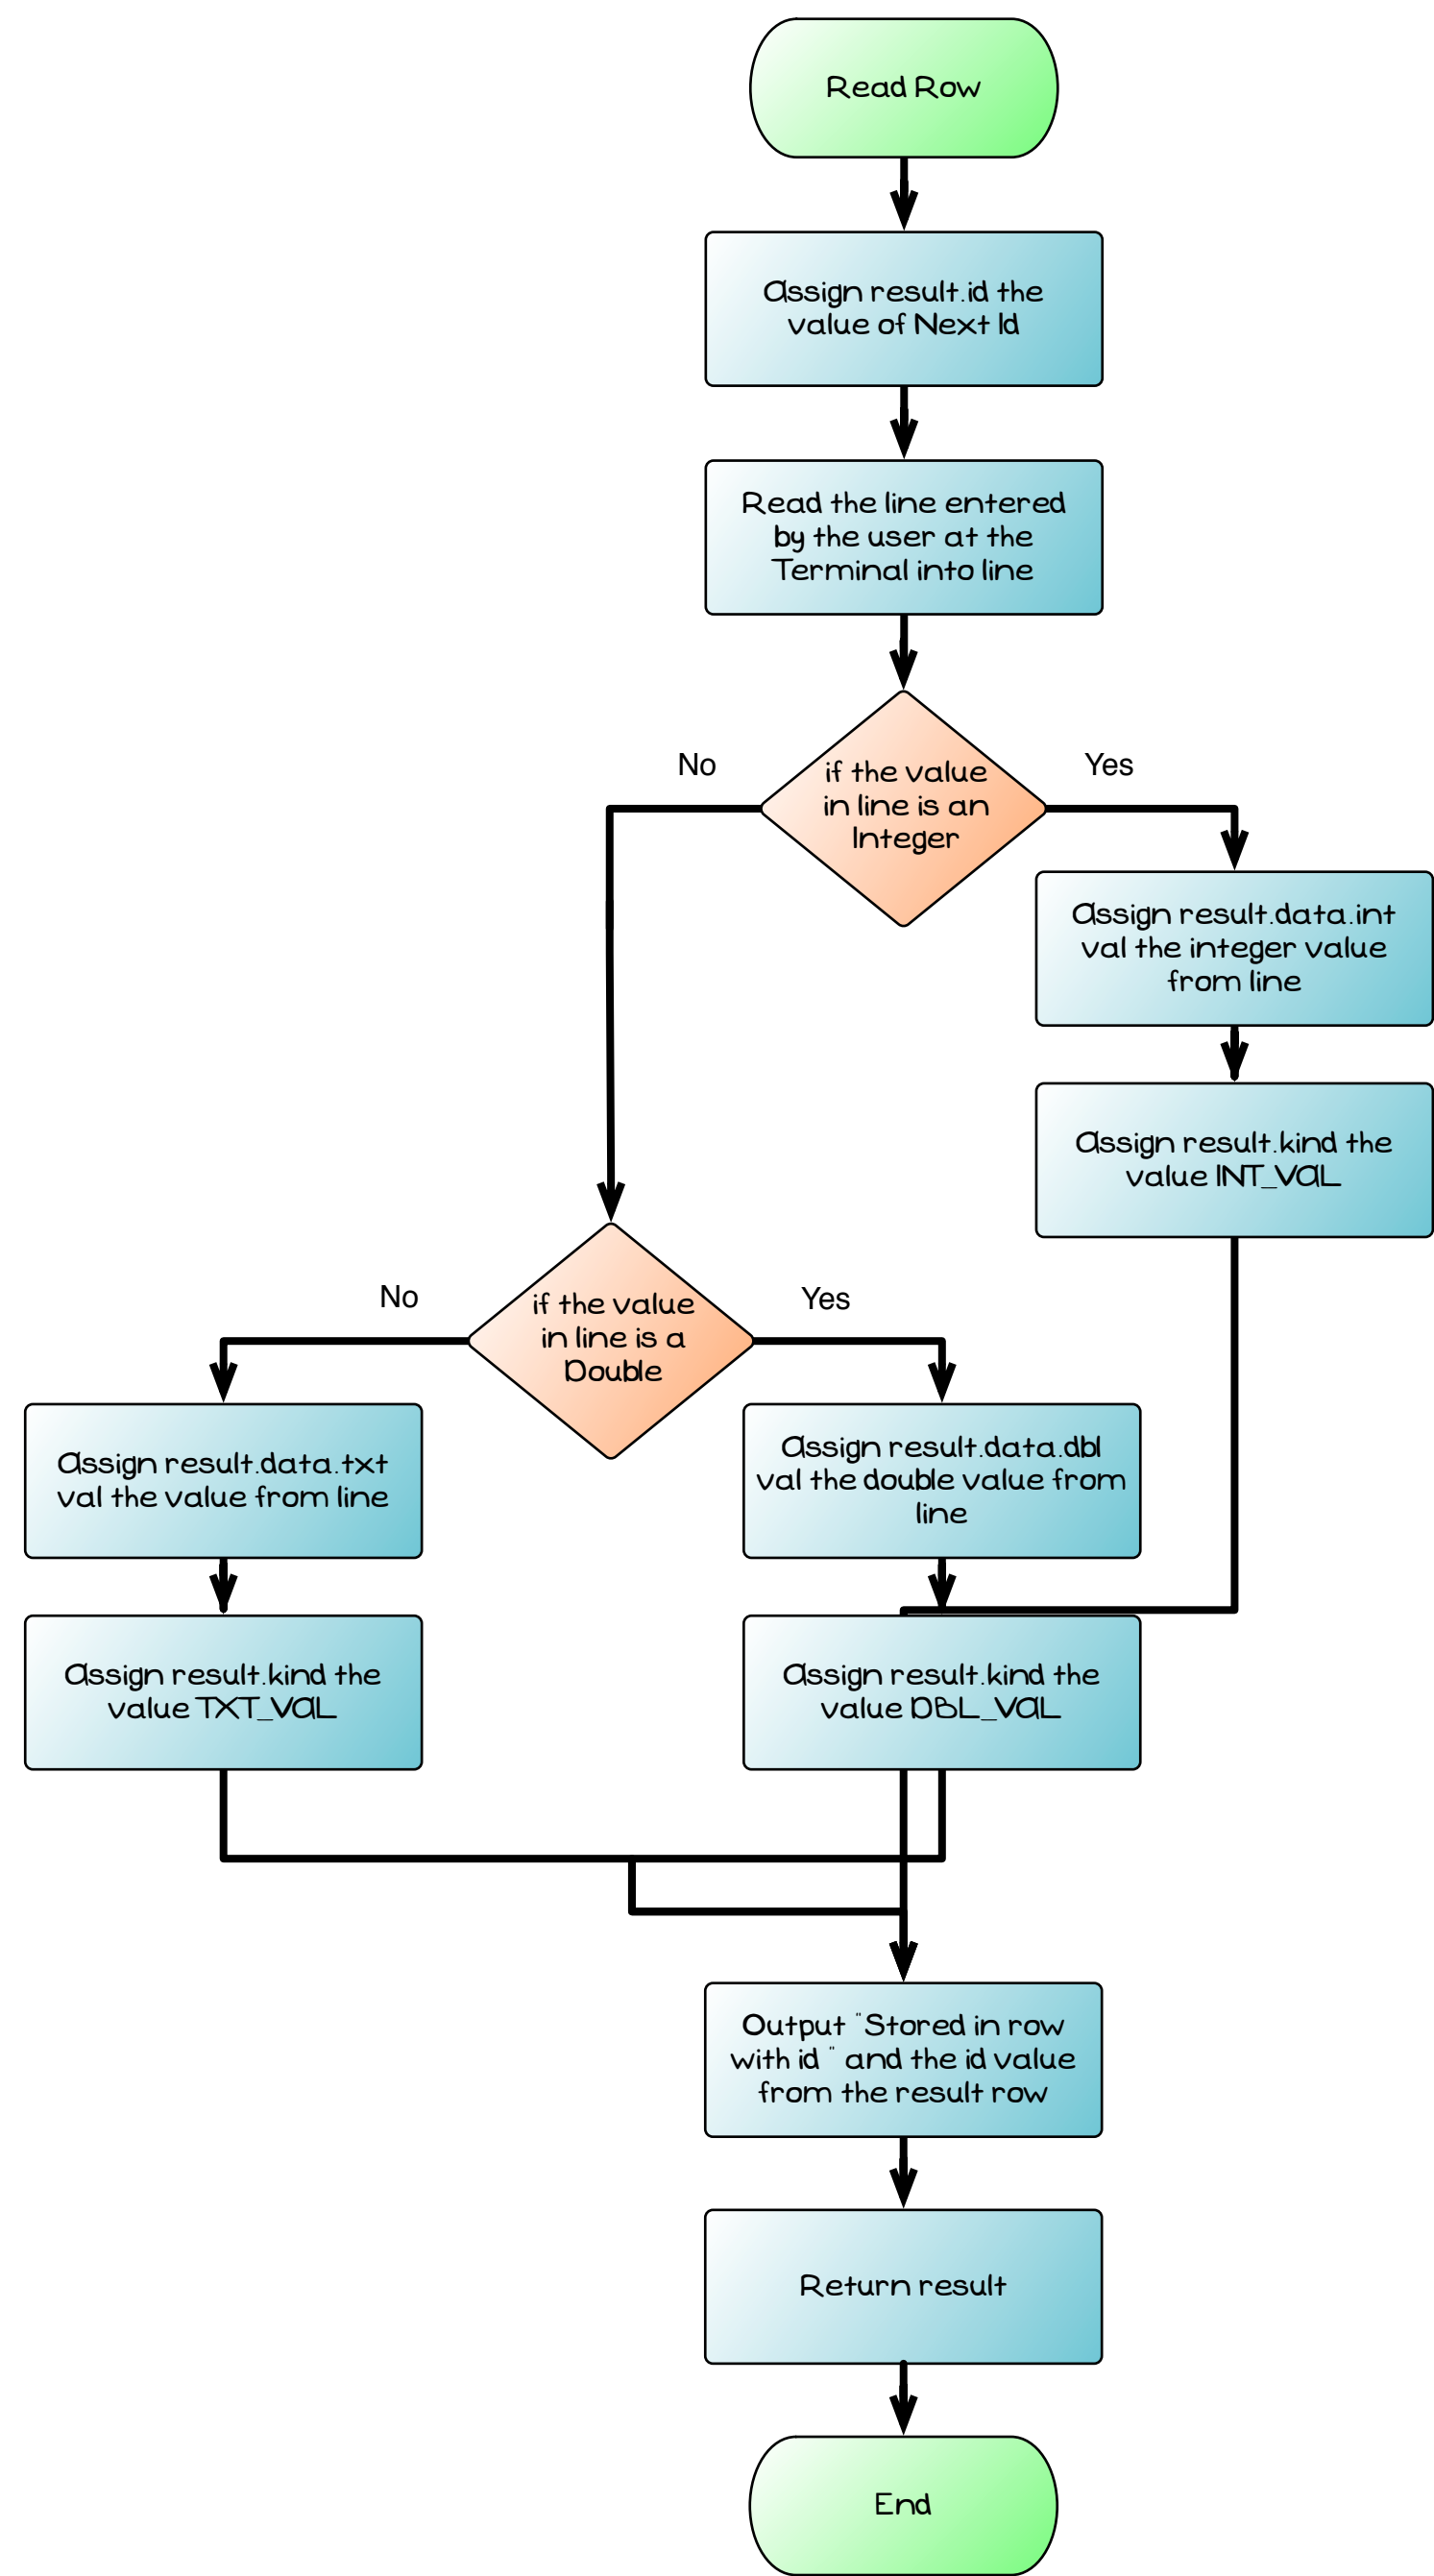 Read Row
Assign result.id the
value of Next Id
Read the line entered
by the user at the
Terminal into line
No
Yes
if the value
in line is an
Integer
Assign result.data.int
val the integer value
from line
Assign result.kind the
value INT_VAL
No
Yes
if the value
in line is a
Double
Assign result.data.txt
val the value from line
Assign result.data.dbl
val the double value from
line
Assign result.kind the
value TXT_VAL
Assign result.kind the
value DBL_VAL
Output "Stored in row
with id " and the id value
from the result row
Return result
End